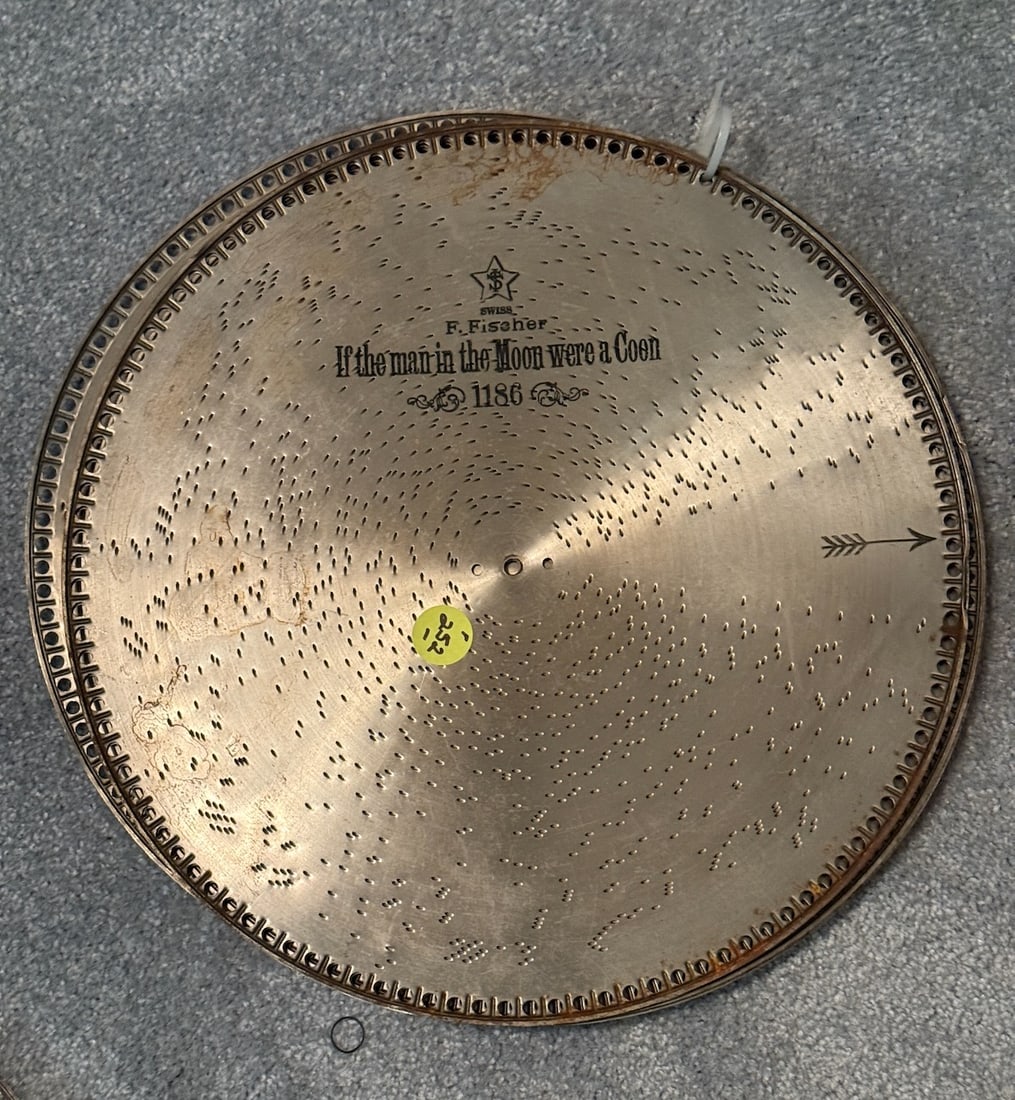 SWISS
F. Fischer
If the man in the Moon were a Coon
1186